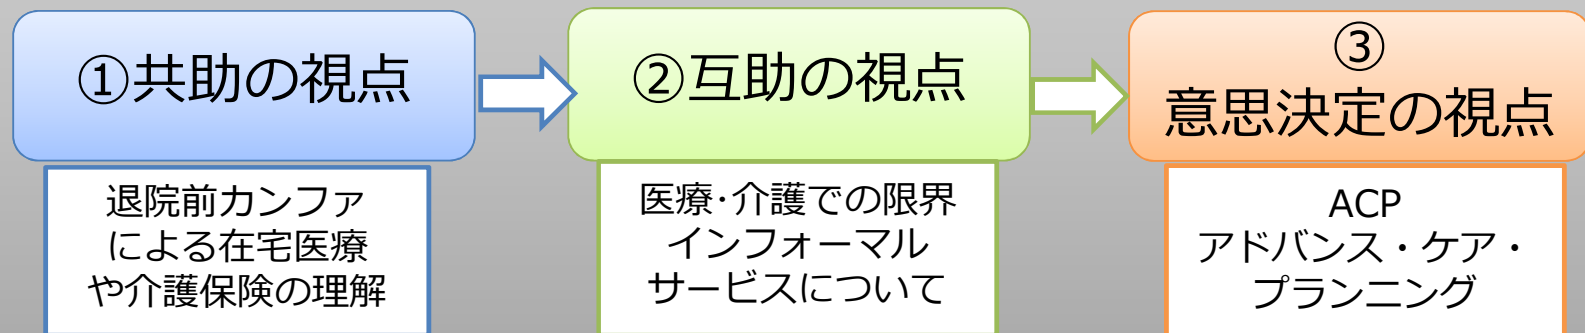 ①共助の視点
退院前カンファ
による在宅医療
や介護保険の理解
②互助の視点
医療･介護での限界
インフォーマル
サービスについて
③
意思決定の視点
ACP
アドバンス・ケア・
プランニング